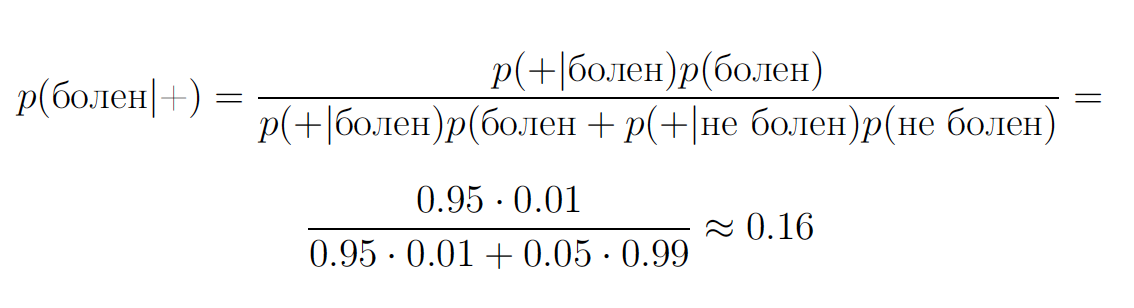 p(болен|+) = p(+|болен)p(болен) / p(+|болен)p(болен + p(+|не болен)p(не болен) =
0.95 · 0.01 / 0.95 · 0.01 + 0.05 · 0.99 ≈ 0.16